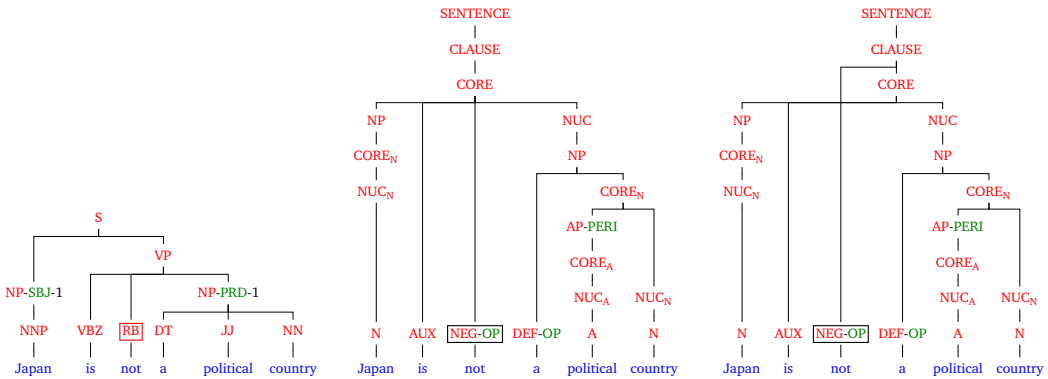 S
VP
NP-SBJ-1 NP-PRD-1
NNP VBZ RB DT JJ NN
Japan is not a political country
SENTENCE
CLAUSE
CORE
NP NUC
CORE_N NP
NUC_N CORE_N
AP-PERI
CORE_A
NUC_A NUC_N
N AUX NEG-OP DEF-OP A N
Japan is not a political country
SENTENCE
CLAUSE
CORE
NP NUC
CORE_N NP
NUC_N CORE_N
AP-PERI
CORE_A
NUC_A NUC_N
N AUX NEG-OP DEF-OP A N
Japan is not a political country